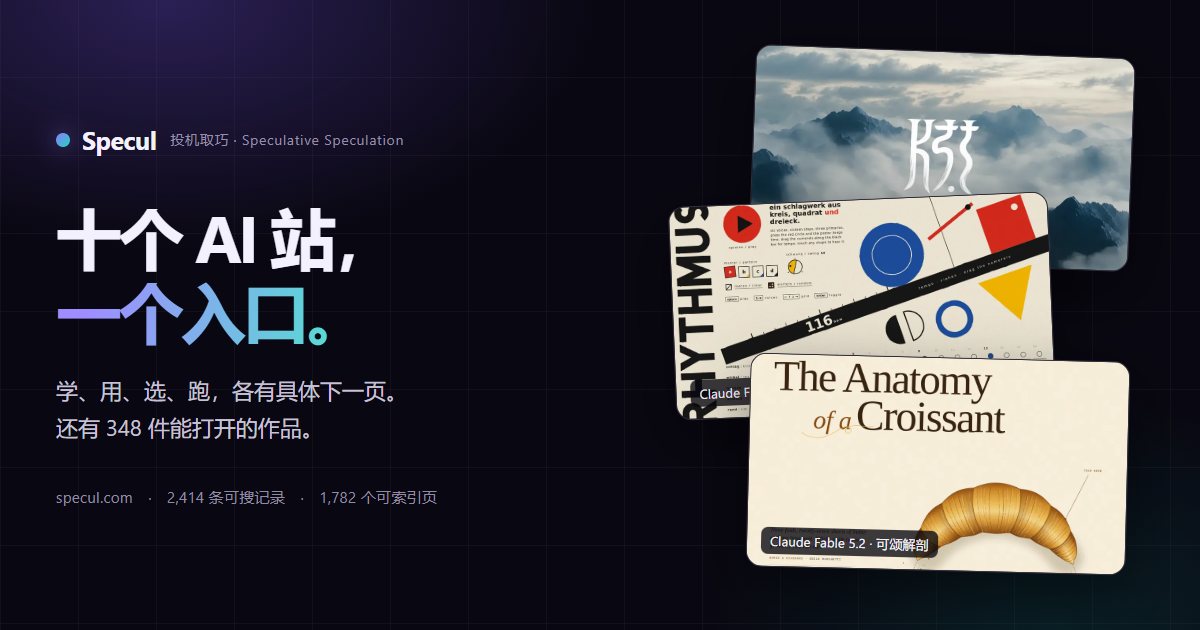 Specul 投机取巧 · Speculative Speculation
十个 AI 站,
一个入口。
学、用、选、跑，各有具体下一页。
还有 348 件能打开的作品。
specul.com · 2,414 条可搜记录 · 1,782 个可索引页
RHYTHMUS
ein schlagwerk aus
kreis, quadrat und
dreieck.
116
Claude F
The Anatomy
of a Croissant
Claude Fable 5.2 · 可颂解剖